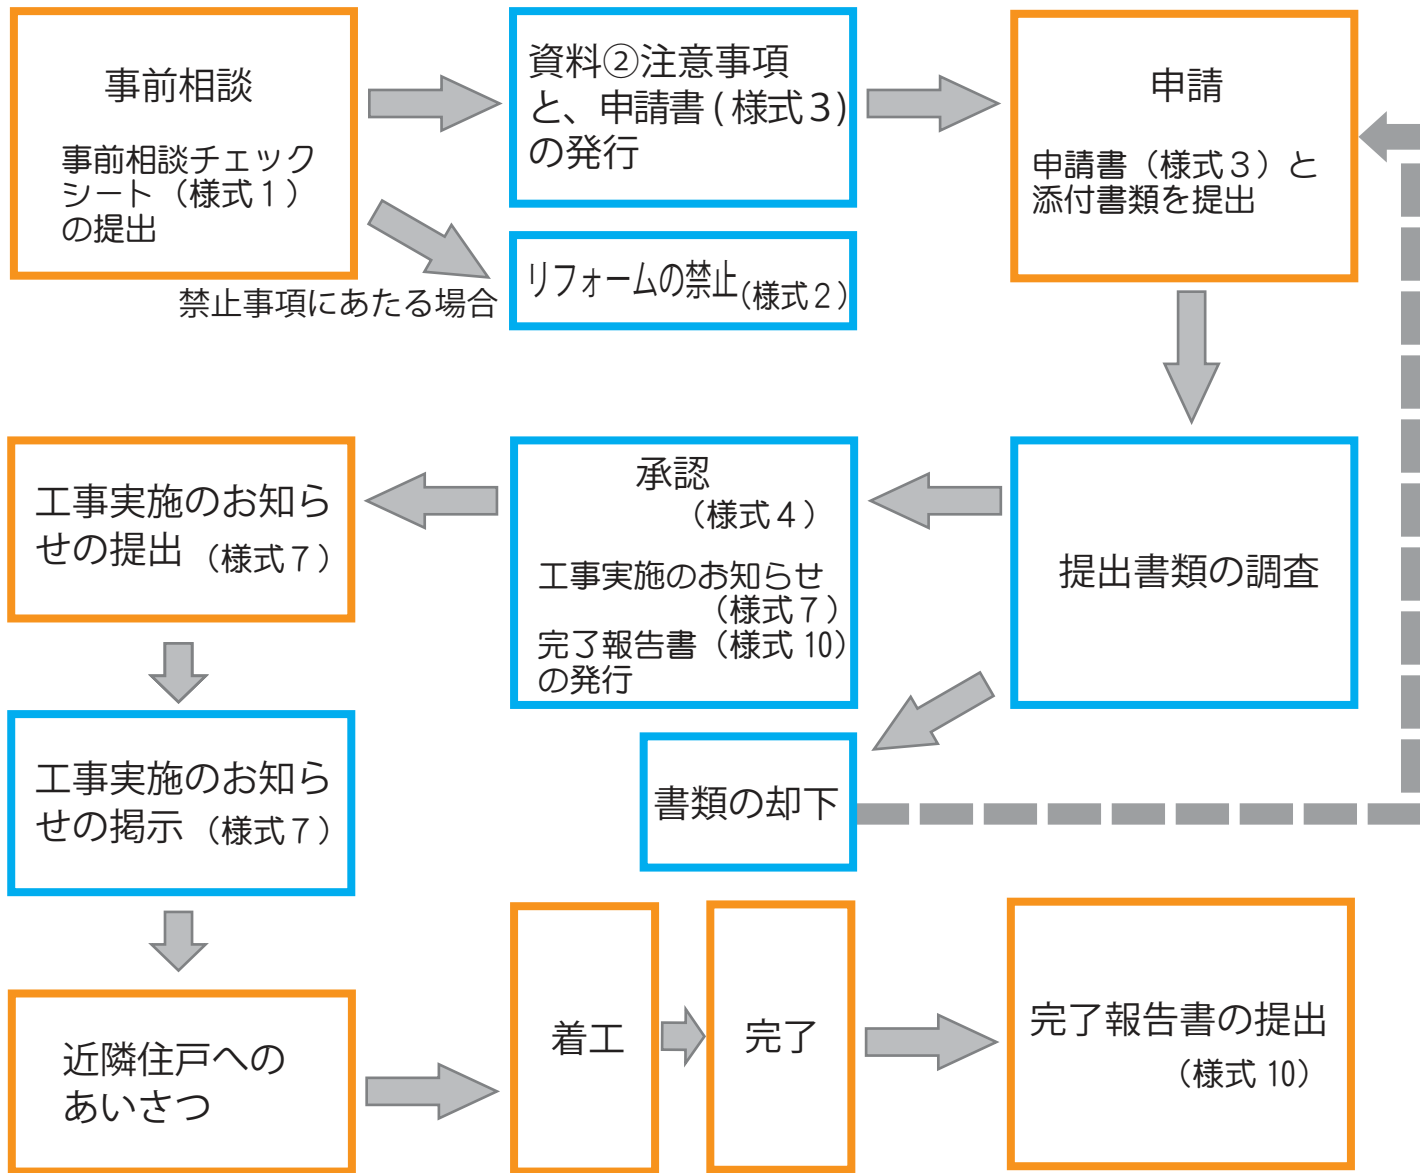 事前相談
事前相談チェック
シート（様式１）
の提出
資料②注意事項
と、申請書(様式３)
の発行
申請
申請書（様式３）と
添付書類を提出
禁止事項にあたる場合
リフォームの禁止(様式２)
工事実施のお知ら
せの提出（様式７）
承認
（様式４）
工事実施のお知らせ
（様式７）
完了報告書（様式10）
の発行
提出書類の調査
工事実施のお知ら
せの掲示（様式７）
書類の却下
近隣住戸への
あいさつ
着工
完了
完了報告書の提出
（様式10）